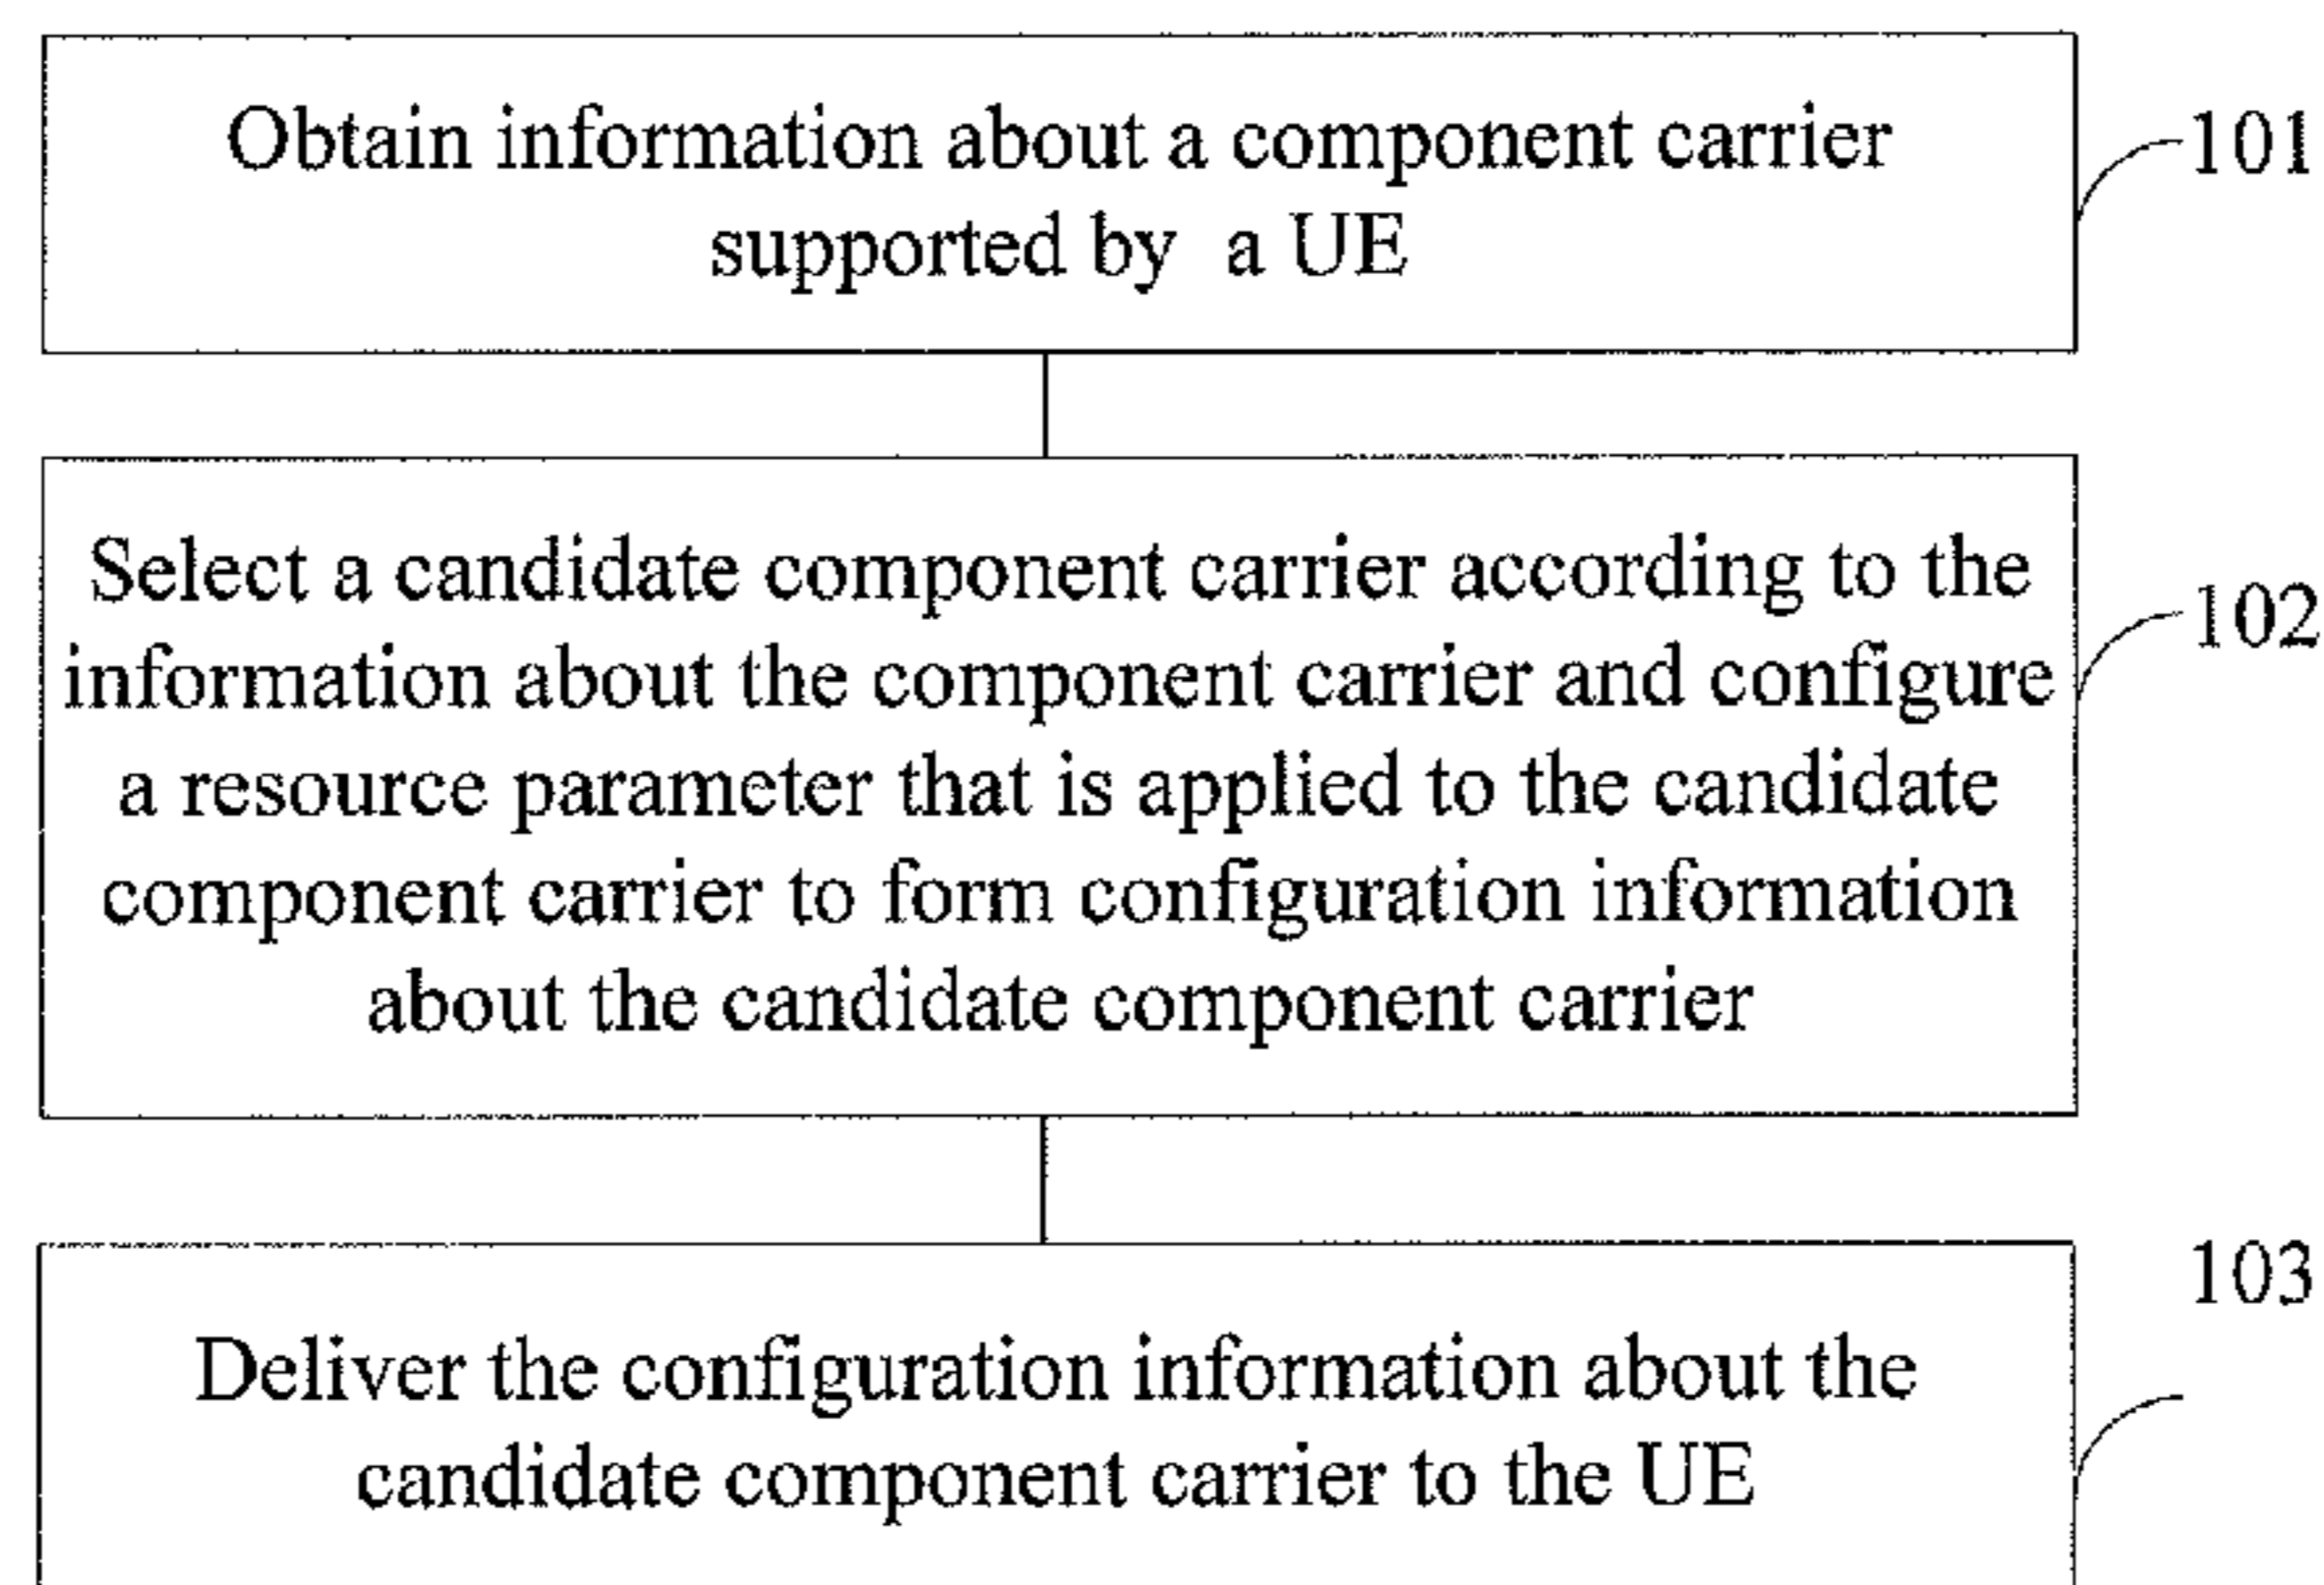 Obtain information about a component carrier
supported by a UE
101
Select a candidate component carrier according to the
information about the component carrier and configure
a resource parameter that is applied to the candidate
component carrier to form configuration information
about the candidate component carrier
102
Deliver the configuration information about the
candidate component carrier to the UE
103